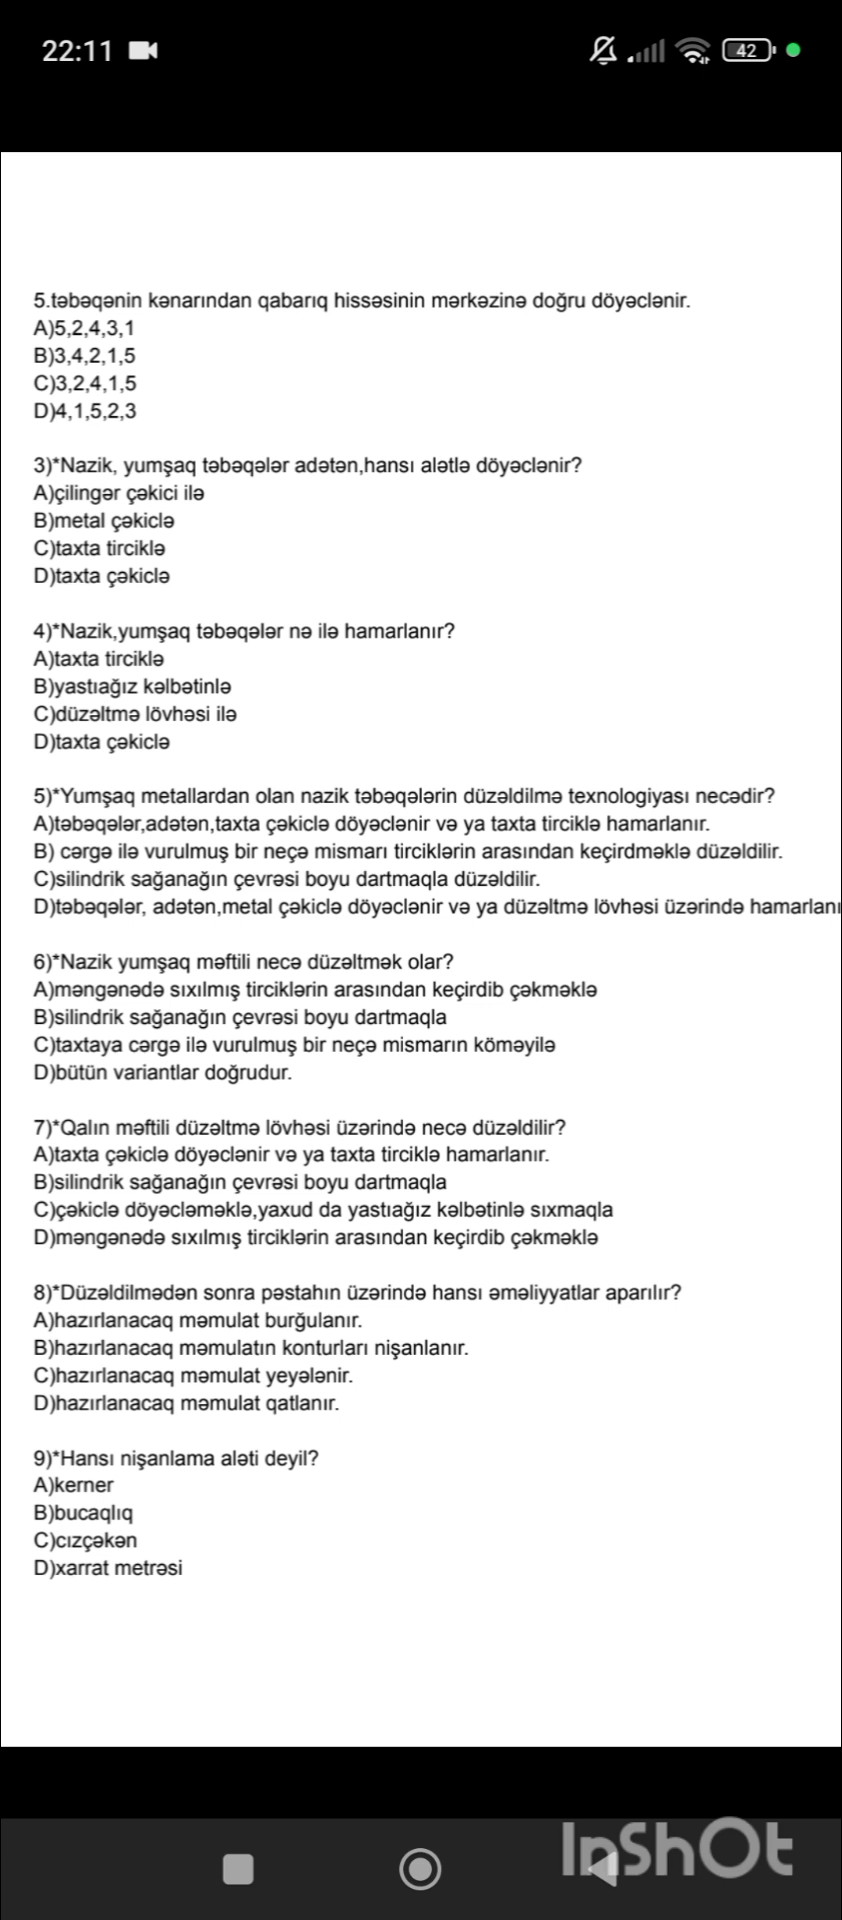 22:11
42
5.təbəqənin kənarından qabarıq hissəsinin mərkəzinə doğru döyəclənir.
A)5,2,4,3,1
B)3,4,2,1,5
C)3,2,4,1,5
D)4,1,5,2,3
3)*Nazik, yumşaq təbəqələr adətən,hansı alətlə döyəclənir?
A)çilingər çəkici ilə
B)metal çəkiclə
C)taxta tirciklə
D)taxta çəkiclə
4)*Nazik,yumşaq təbəqələr nə ilə hamarlanır?
A)taxta tirciklə
B)yastıağız kəlbətinlə
C)düzəltmə lövhəsi ilə
D)taxta çəkiclə
5)*Yumşaq metallardan olan nazik təbəqələrin düzəldilmə texnologiyası necədir?
A)təbəqələr,adətən,taxta çəkiclə döyəclənir və ya taxta tirciklə hamarlanır.
B) cərgə ilə vurulmuş bir neçə mismarı tirciklərin arasından keçirdməklə düzəldilir.
C)silindrik sağanağın çevrəsi boyu dartmaqla düzəldilir.
D)təbəqələr, adətən,metal çəkiclə döyəclənir və ya düzəltmə lövhəsi üzərində hamarlanı
6)*Nazik yumşaq məftili necə düzəltmək olar?
A)məngənədə sıxılmış tirciklərin arasından keçirdib çəkməklə
B)silindrik sağanağın çevrəsi boyu dartmaqla
C)taxtaya cərgə ilə vurulmuş bir neçə mismarın köməyilə
D)bütün variantlar doğrudur.
7)*Qalın məftili düzəltmə lövhəsi üzərində necə düzəldilir?
A)taxta çəkiclə döyəclənir və ya taxta tirciklə hamarlanır.
B)silindrik sağanağın çevrəsi boyu dartmaqla
C)çəkiclə döyəcləməklə,yaxud da yastıağız kəlbətinlə sıxmaqla
D)məngənədə sıxılmış tirciklərin arasından keçirdib çəkməklə
8)*Düzəldilmədən sonra pəstahın üzərində hansı əməliyyatlar aparılır?
A)hazırlanacaq məmulat burğulanır.
B)hazırlanacaq məmulatın konturları nişanlanır.
C)hazırlanacaq məmulat yeyələnir.
D)hazırlanacaq məmulat qatlanır.
9)*Hansı nişanlama aləti deyil?
A)kerner
B)bucaqlıq
C)cızçəkən
D)xarrat metrəsi
InShOt